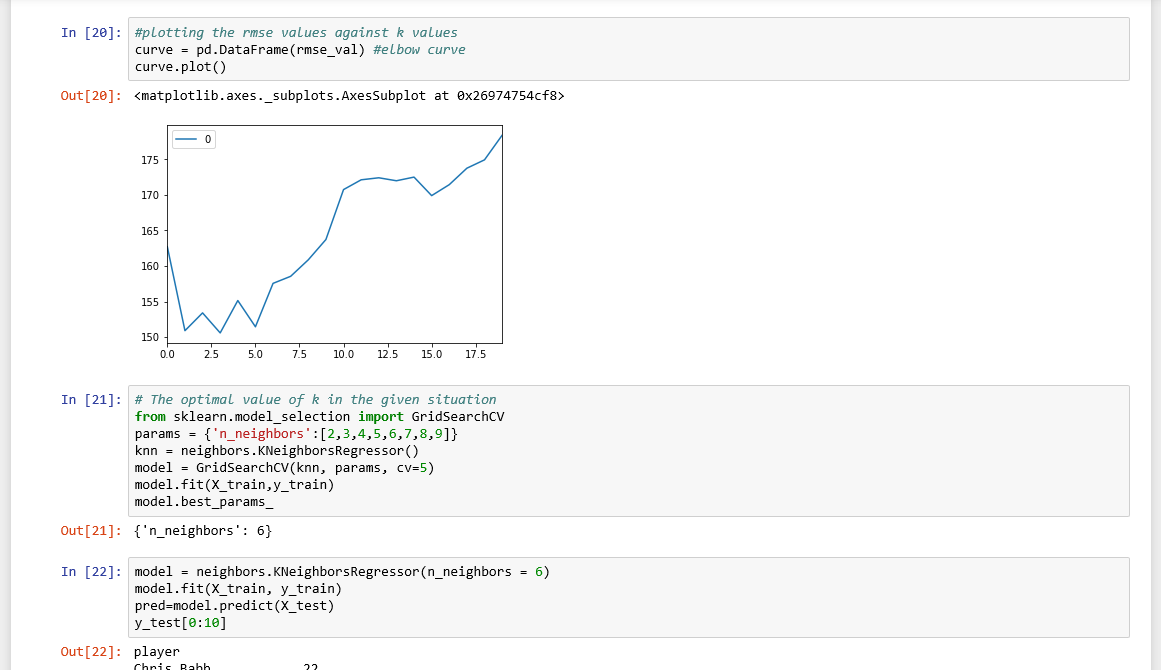 In [20]: #plotting the rmse values against k values
curve = pd.DataFrame(rmse_val) #elbow curve
curve.plot()
Out[20]: <matplotlib.axes._subplots.AxesSubplot at 0x26974754cf8>
0
175
170
165
160
155
150
0.0 2.5 5.0 7.5 10.0 12.5 15.0 17.5
In [21]: # The optimal value of k in the given situation
from sklearn.model_selection import GridSearchCV
params = {'n_neighbors':[2,3,4,5,6,7,8,9]}
knn = neighbors.KNeighborsRegressor()
model = GridSearchCV(knn, params, cv=5)
model.fit(X_train,y_train)
model.best_params_
Out[21]: {'n_neighbors': 6}
In [22]: model = neighbors.KNeighborsRegressor(n_neighbors = 6)
model.fit(X_train, y_train)
pred=model.predict(X_test)
y_test[0:10]
Out[22]: player
Chris Babb 22